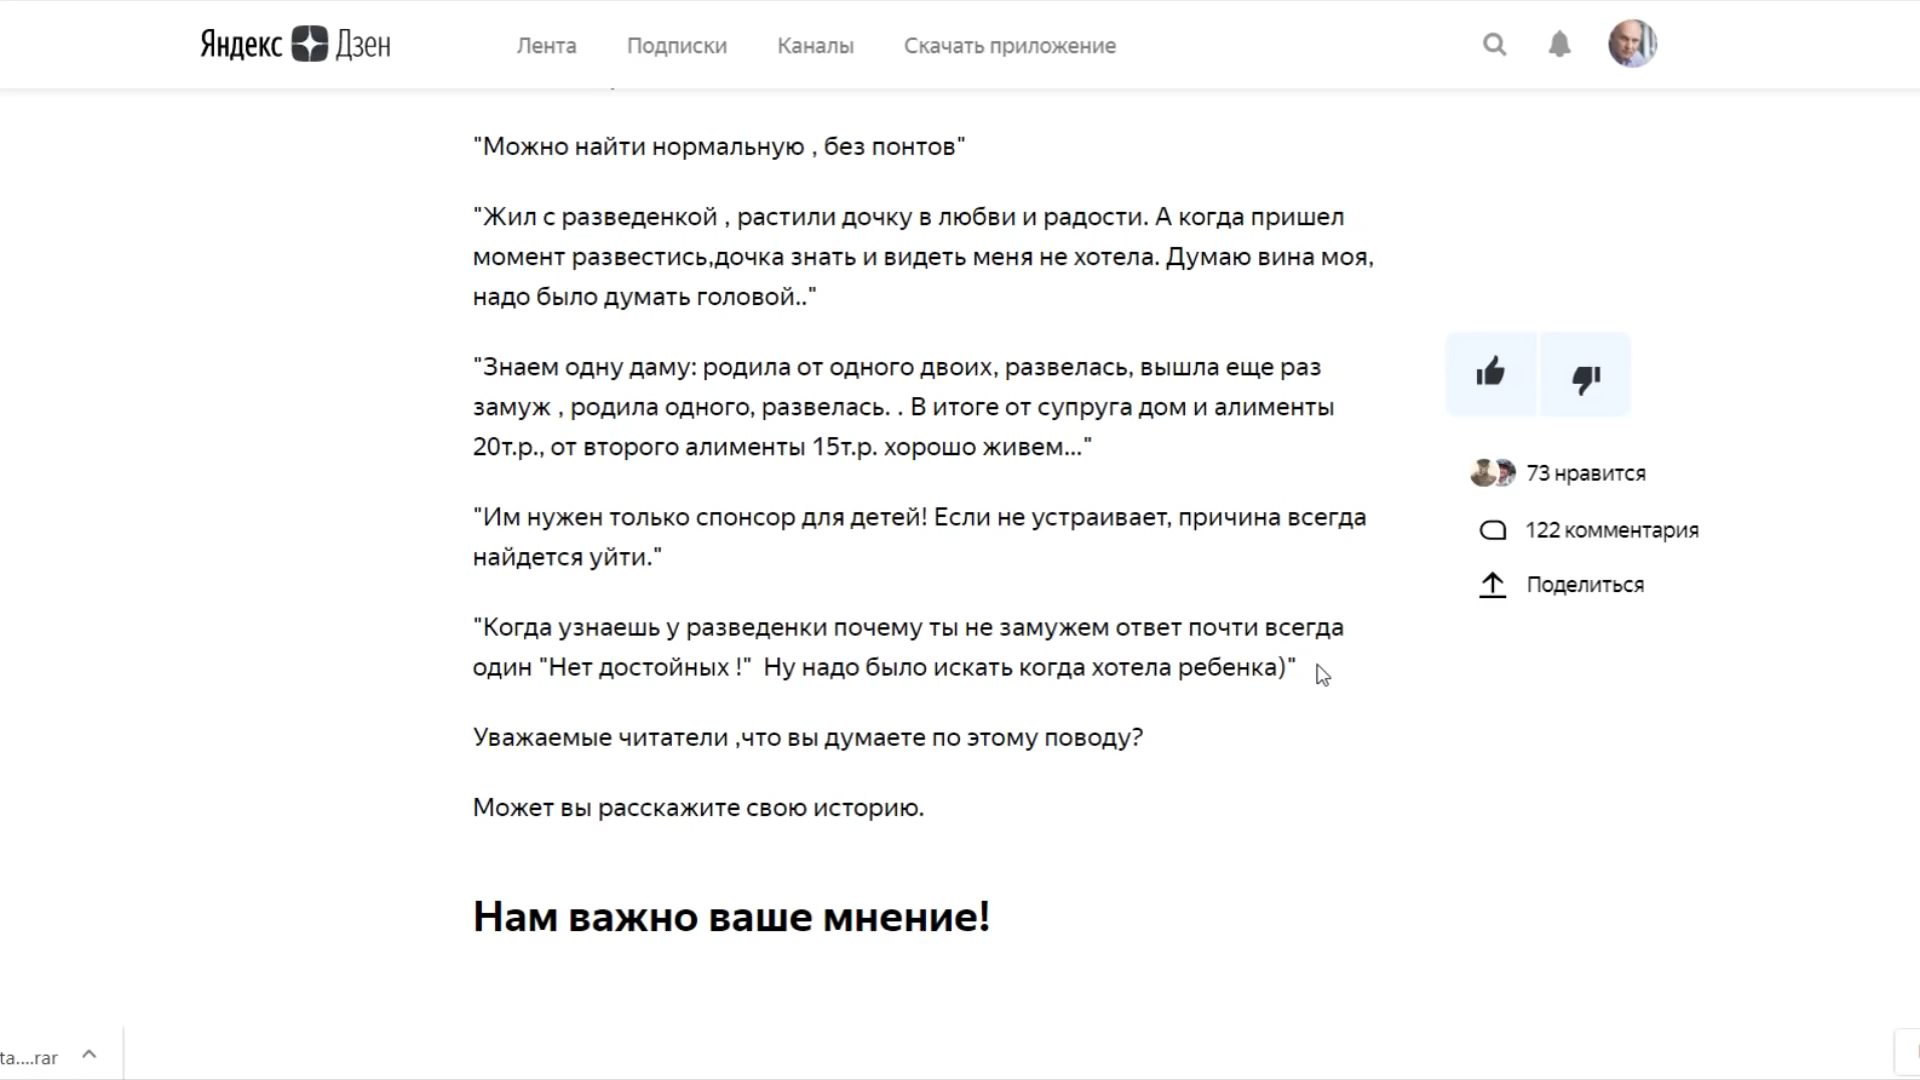 Яндекс Дзен
Лента
Подписки
Каналы
Скачать приложение
"Можно найти нормальную , без понтов"
"Жил с разведенкой , растили дочку в любви и радости. А когда пришел
момент развестись,дочка знать и видеть меня не хотела. Думаю вина моя,
надо было думать головой.."
"Знаем одну даму: родила от одного двоих, развелась, вышла еще раз
замуж , родила одного, развелась. . В итоге от супруга дом и алименты
20т.р., от второго алименты 15т.р. хорошо живем..."
"Им нужен только спонсор для детей! Если не устраивает, причина всегда
найдется уйти."
"Когда узнаешь у разведенки почему ты не замужем ответ почти всегда
один "Нет достойных !"  Ну надо было искать когда хотела ребенка)"
Уважаемые читатели ,что вы думаете по этому поводу?
Может вы расскажите свою историю.
Нам важно ваше мнение!
73 нравится
122 комментария
Поделиться
ta....rar